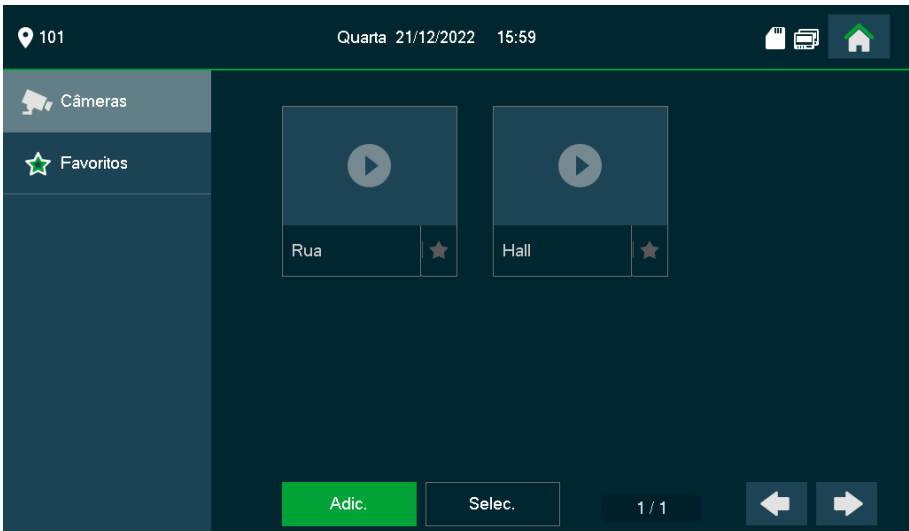 101 Quarta 21/12/2022 15:59
Câmeras
Favoritos
Rua Hall
Adic. Selec. 1 / 1